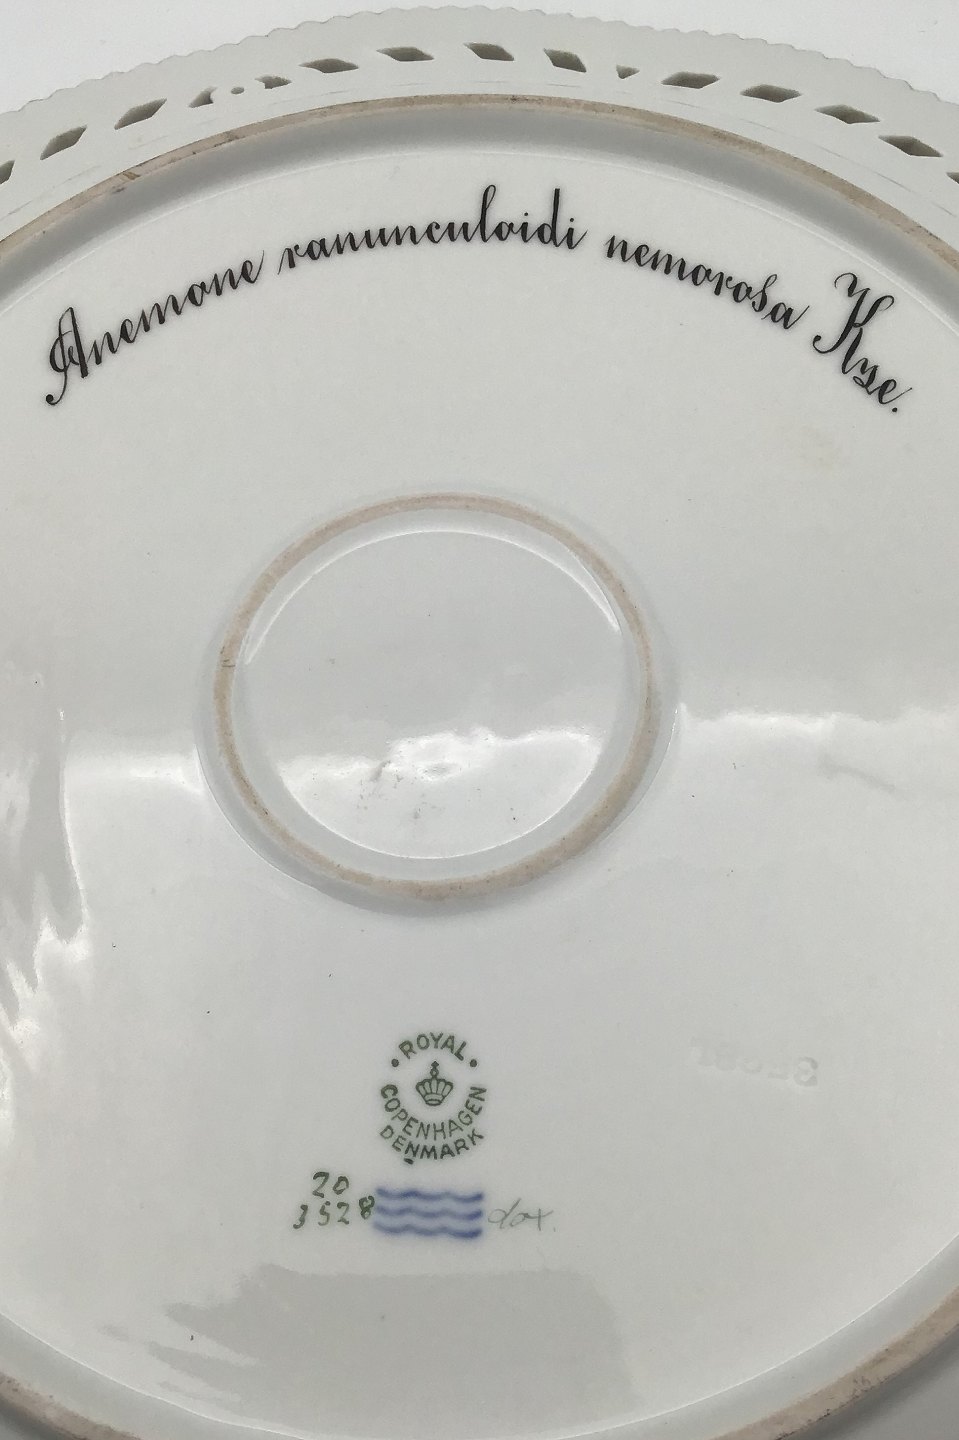 Anemone ranunculoidi nemorosa Kze.
ROYAL
COPENHAGEN
DENMARK
20
3528